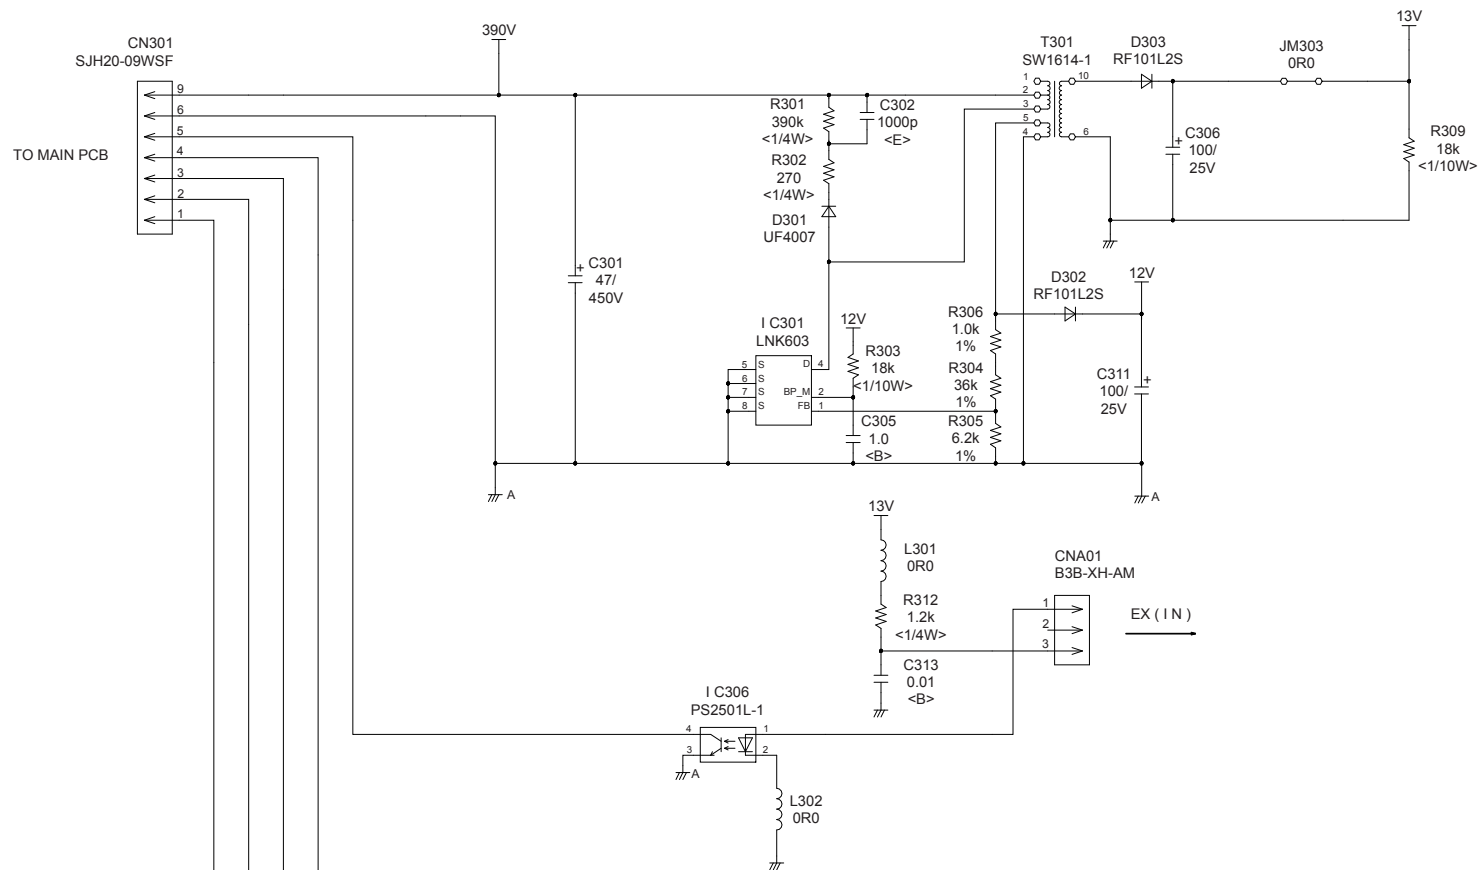 390V
13V
CN301
SJH20-09WSF
T301
SW1614-1
D303
RF101L2S
JM303
0R0
9
6
5
4
3
2
1
TO MAIN PCB
R301
390k
<1/4W>
C302
1000p
<E>
R302
270
<1/4W>
D301
UF4007
1
2
3
5
4
10
6
C306
+
100/
25V
R309
18k
<1/10W>
C301
+
47/
450V
D302
RF101L2S
12V
I C301
LNK603
12V
R303
18k
<1/10W>
5
6
7
8
S
S
S
S
D
BP_M
FB
4
2
1
C305
1.0
<B>
R306
1.0k
1%
R304
36k
1%
R305
6.2k
1%
C311
+
100/
25V
A
A
13V
L301
0R0
R312
1.2k
<1/4W>
C313
0.01
<B>
CNA01
B3B-XH-AM
1
2
3
EX ( I N )
I C306
PS2501L-1
4
3
1
2
A
L302
0R0